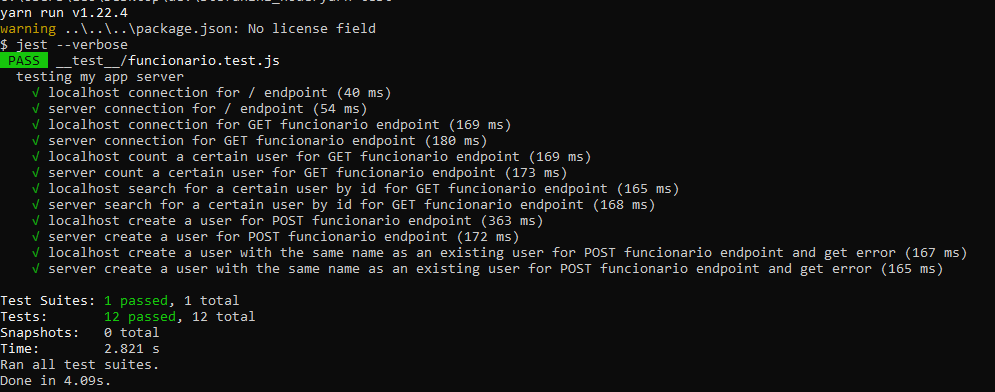 yarn run v1.22.4
warning ..\..\..\package.json: No license field
$ jest --verbose
PASS __test__/funcionario.test.js
testing my app server
√ localhost connection for / endpoint (40 ms)
√ server connection for / endpoint (54 ms)
√ localhost connection for GET funcionario endpoint (169 ms)
√ server connection for GET funcionario endpoint (180 ms)
√ localhost count a certain user for GET funcionario endpoint (169 ms)
√ server count a certain user for GET funcionario endpoint (173 ms)
√ localhost search for a certain user by id for GET funcionario endpoint (165 ms)
√ server search for a certain user by id for GET funcionario endpoint (168 ms)
√ localhost create a user for POST funcionario endpoint (363 ms)
√ server create a user for POST funcionario endpoint (172 ms)
√ localhost create a user with the same name as an existing user for POST funcionario endpoint and get error (167 ms)
√ server create a user with the same name as an existing user for POST funcionario endpoint and get error (165 ms)
Test Suites: 1 passed, 1 total
Tests: 12 passed, 12 total
Snapshots: 0 total
Time: 2.821 s
Ran all test suites.
Done in 4.09s.